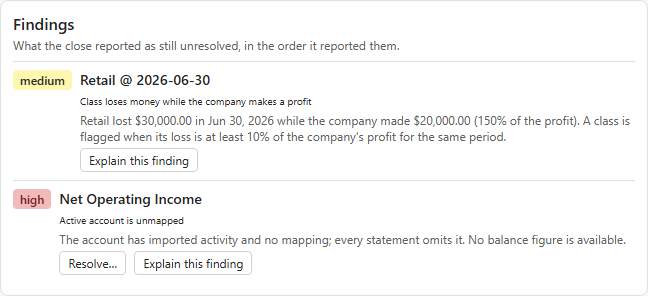 Findings
What the close reported as still unresolved, in the order it reported them.
medium Retail @ 2026-06-30
Class loses money while the company makes a profit
Retail lost $30,000.00 in Jun 30, 2026 while the company made $20,000.00 (150% of the profit). A class is
flagged when its loss is at least 10% of the company's profit for the same period.
Explain this finding
high Net Operating Income
Active account is unmapped
The account has imported activity and no mapping; every statement omits it. No balance figure is available.
Resolve... Explain this finding